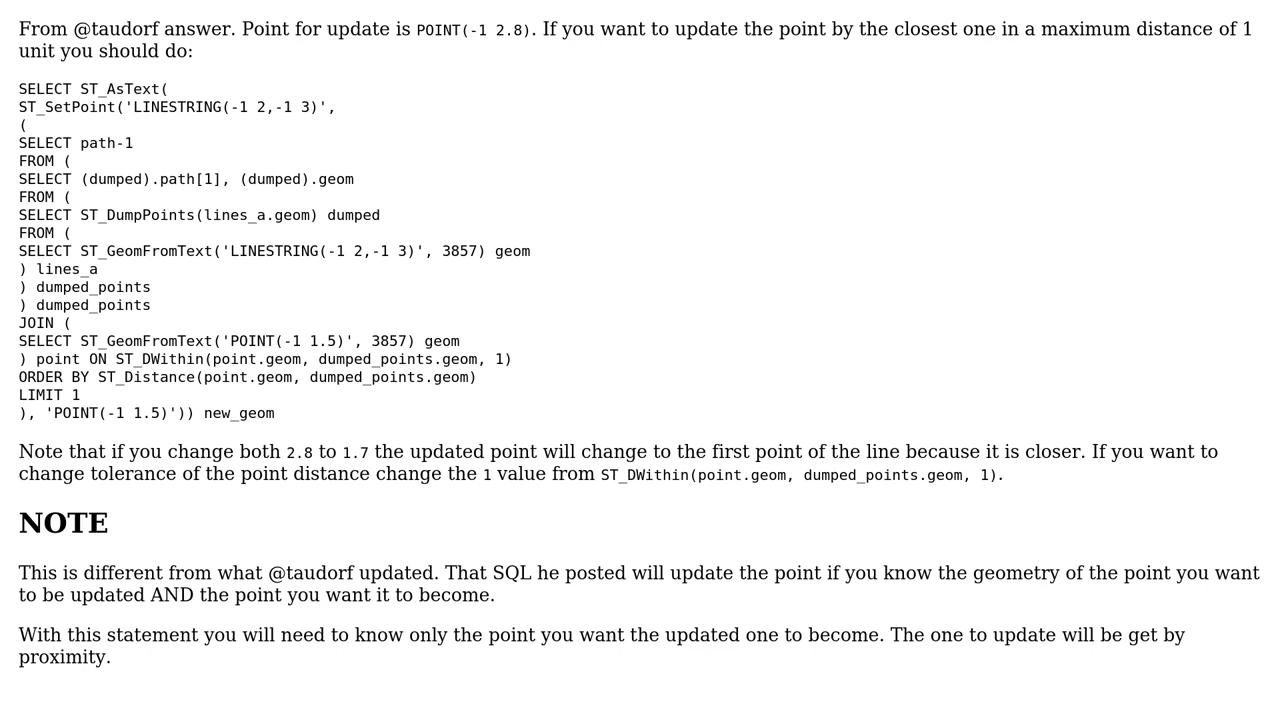 From @taudorf answer. Point for update is POINT(-1 2.8). If you want to update the point by the closest one in a maximum distance of 1
unit you should do:
SELECT ST_AsText(
ST_SetPoint('LINESTRING(-1 2,-1 3)',
(
SELECT path-1
FROM (
SELECT (dumped).path[1], (dumped).geom
FROM (
SELECT ST_DumpPoints(lines_a.geom) dumped
FROM (
SELECT ST_GeomFromText('LINESTRING(-1 2,-1 3)', 3857) geom
) lines_a
) dumped_points
) dumped_points
JOIN (
SELECT ST_GeomFromText('POINT(-1 1.5)', 3857) geom
) point ON ST_DWithin(point.geom, dumped_points.geom, 1)
ORDER BY ST_Distance(point.geom, dumped_points.geom)
LIMIT 1
), 'POINT(-1 1.5)')) new_geom
Note that if you change both 2.8 to 1.7 the updated point will change to the first point of the line because it is closer. If you want to
change tolerance of the point distance change the 1 value from ST_DWithin(point.geom, dumped_points.geom, 1).
NOTE
This is different from what @taudorf updated. That SQL he posted will update the point if you know the geometry of the point you want
to be updated AND the point you want it to become.
With this statement you will need to know only the point you want the updated one to become. The one to update will be get by
proximity.